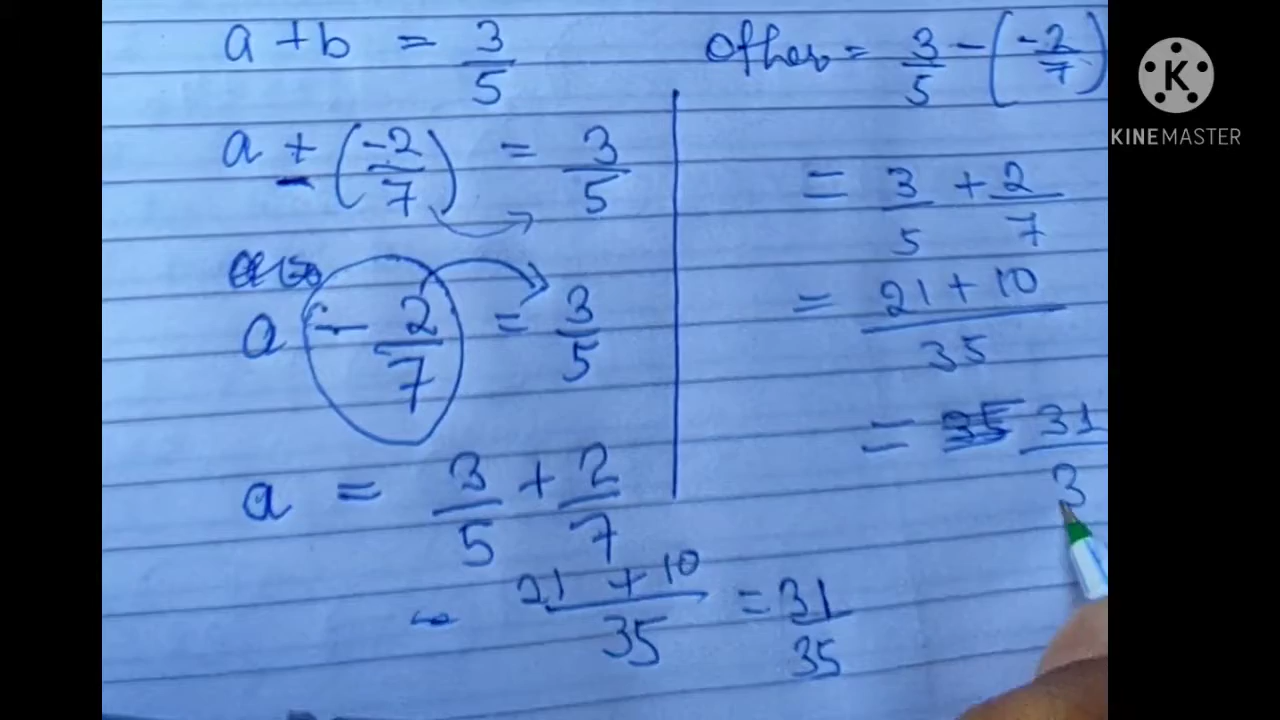 a + b = 3/5
a + (-2/7) = 3/5
a - 2/7 = 3/5
a = 3/5 + 2/7
21 + 10/35 = 31/35
Other = 3/5 - (-2/7)
= 3/5 + 2/7
= 21 + 10/35
= 31/3
K
KINEMASTER